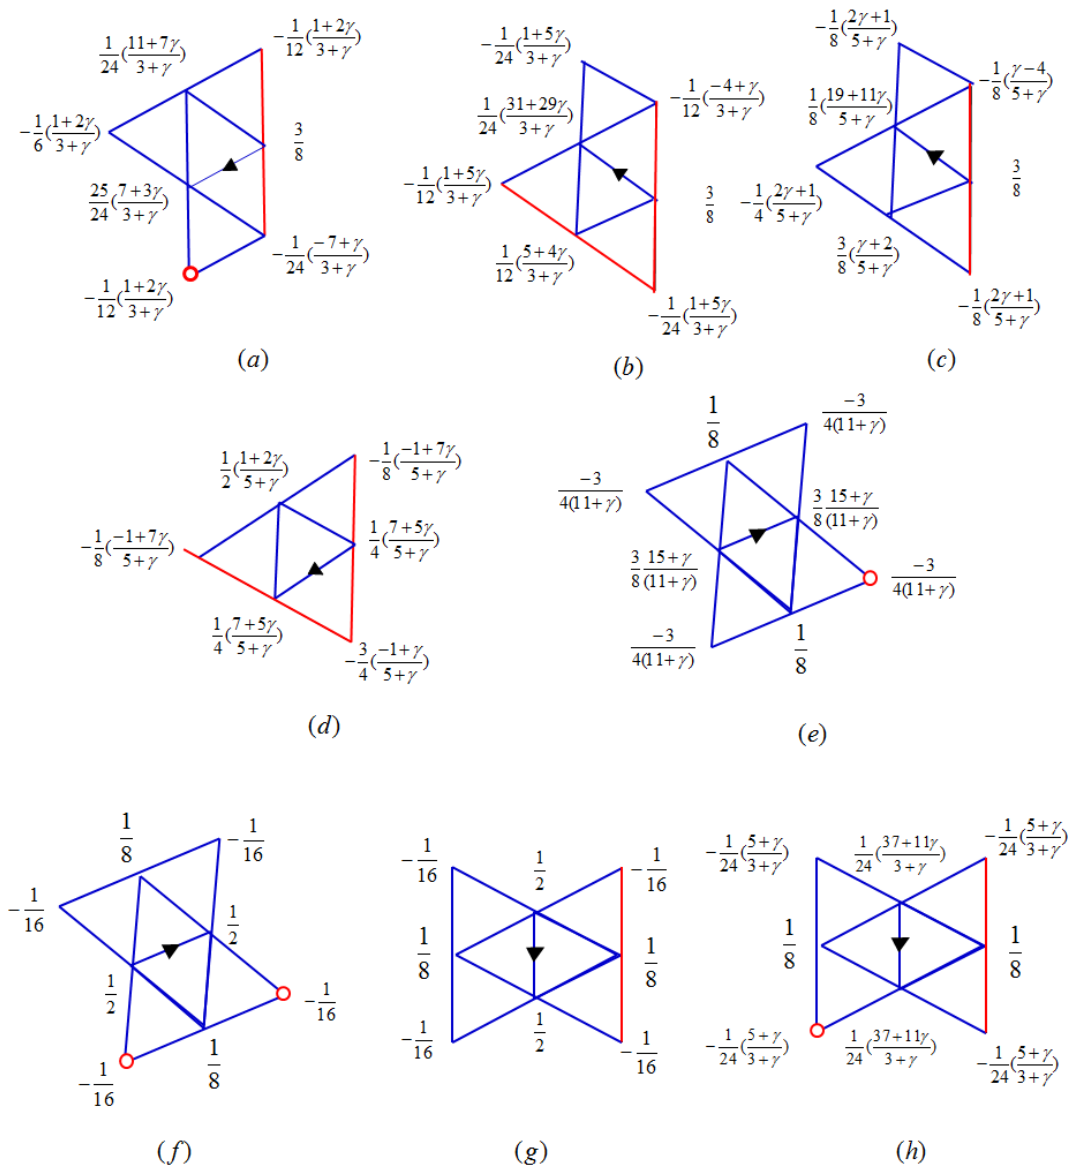 -1/24(1+5γ/3+γ)
-1/8(2γ+1/5+γ)
1/24(11+7γ/3+γ)
-1/12(1+2γ/3+γ)
-1/12(-4+γ/3+γ)
-1/8(γ-4/5+γ)
1/24(31+29γ/3+γ)
1/8(19+11γ/5+γ)
-1/6(1+2γ/3+γ)
3/8
25/24(7+3γ/3+γ)
-1/12(1+5γ/3+γ)
3/8
-1/4(2γ+1/5+γ)
3/8
-1/24(-7+γ/3+γ)
1/12(5+4γ/3+γ)
3/8(γ+2/5+γ)
-1/12(1+2γ/3+γ)
-1/24(1+5γ/3+γ)
-1/8(2γ+1/5+γ)
(a)
(b)
(c)
1/8
-3/4(11+γ)
1/2(1+2γ/5+γ)
-1/8(-1+7γ/5+γ)
-3/4(11+γ)
3/8 15+γ/(11+γ)
-1/8(-1+7γ/5+γ)
1/4(7+5γ/5+γ)
3/8 15+γ/(11+γ)
-3/4(11+γ)
1/4(7+5γ/5+γ)
-3/4(-1+γ/5+γ)
-3/4(11+γ)
1/8
(d)
(e)
1/8
-1/16
-1/16
1/2
1/2
-1/16
-1/16
1/8
(f)
-1/16
1/2
-1/16
1/8
1/8
-1/16
1/2
-1/16
(g)
-1/24(5+γ/3+γ)
1/24(37+11γ/3+γ)
-1/24(5+γ/3+γ)
1/8
1/8
-1/24(5+γ/3+γ)
1/24(37+11γ/3+γ)
-1/24(5+γ/3+γ)
(h)